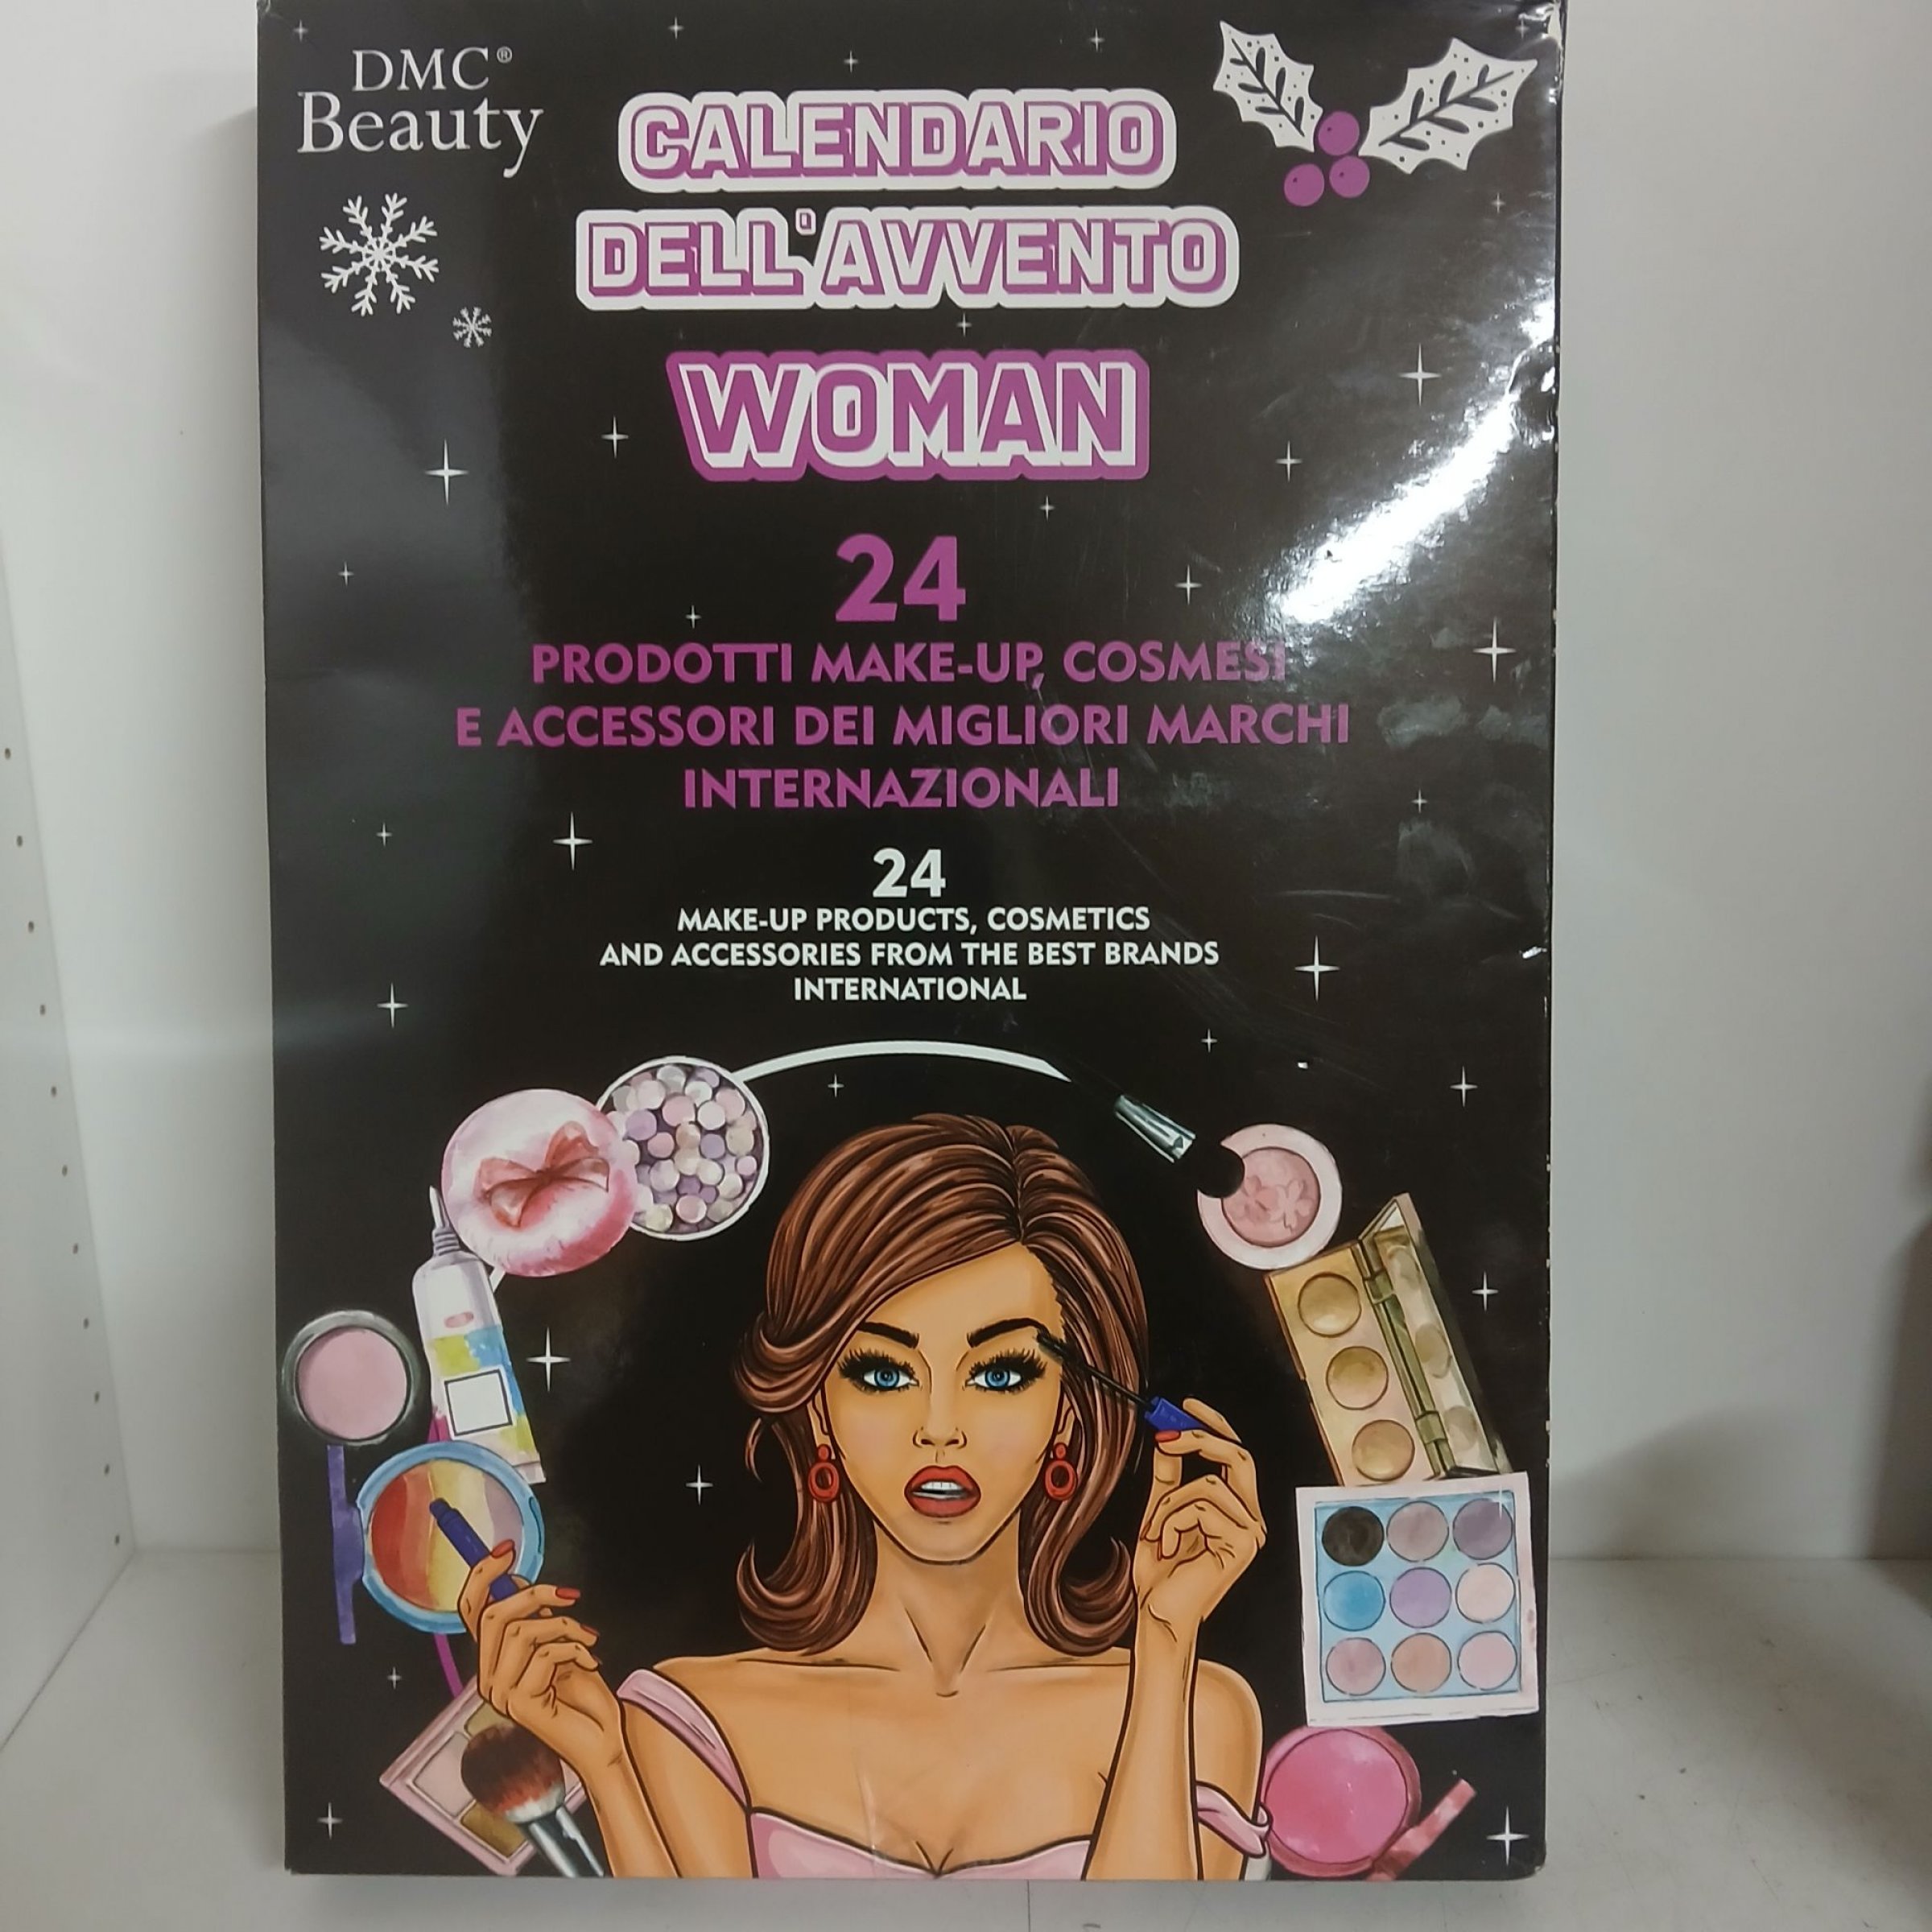 DMC®
Beauty
CALENDARIO
DELL'AVVENTO
WOMAN
24
PRODOTTI MAKE-UP, COSMESI
E ACCESSORI DEI MIGLIORI MARCHI
INTERNAZIONALI
24
MAKE-UP PRODUCTS, COSMETICS
AND ACCESSORIES FROM THE BEST BRANDS
INTERNATIONAL